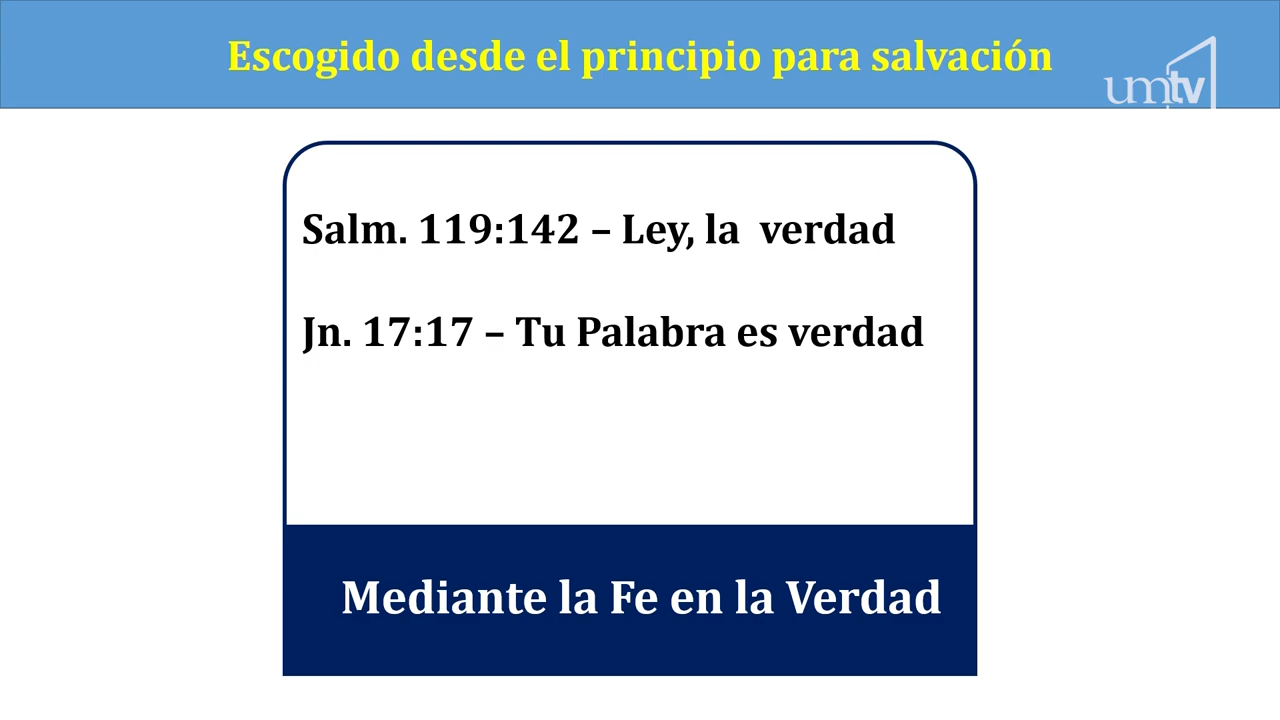 Escogido desde el principio para salvación
umtv
Salm. 119:142 – Ley, la  verdad
Jn. 17:17 – Tu Palabra es verdad
Mediante la Fe en la Verdad